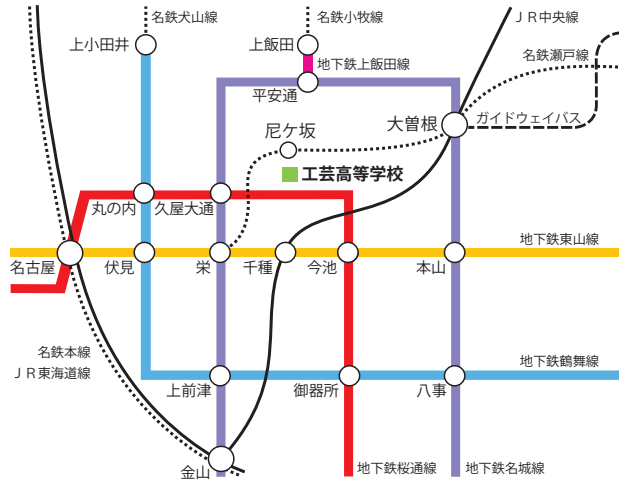 名鉄犬山線
名鉄小牧線
ＪＲ中央線
上小田井
上飯田
名鉄瀬戸線
地下鉄上飯田線
平安通
尼ケ坂
大曽根
ガイドウェイバス
工芸高等学校
丸の内
久屋大通
地下鉄東山線
名古屋
伏見
栄
千種
今池
本山
名鉄本線
ＪＲ東海道線
地下鉄鶴舞線
上前津
御器所
八事
金山
地下鉄桜通線
地下鉄名城線